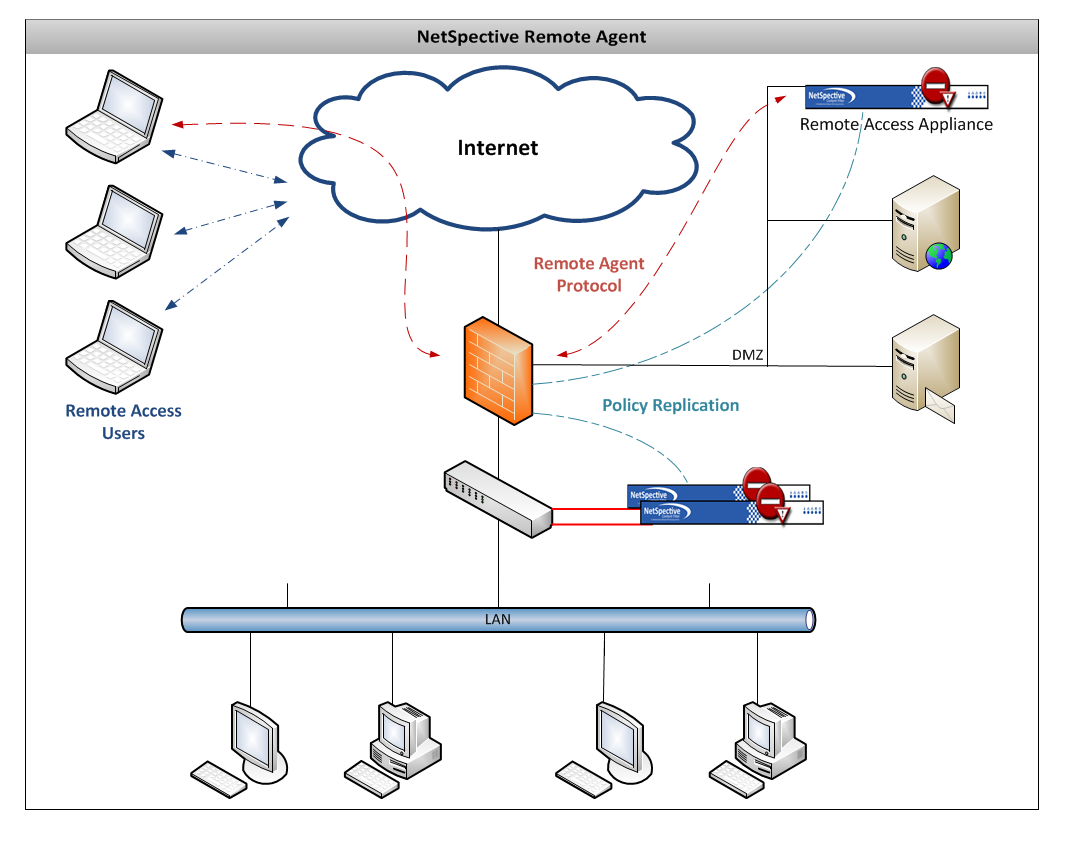 NetSpective Remote Agent
Internet
NetSpective
Remote Access Appliance
Remote Agent
Protocol
DMZ
Policy Replication
Remote Access
Users
NetSpective
NetSpective
LAN